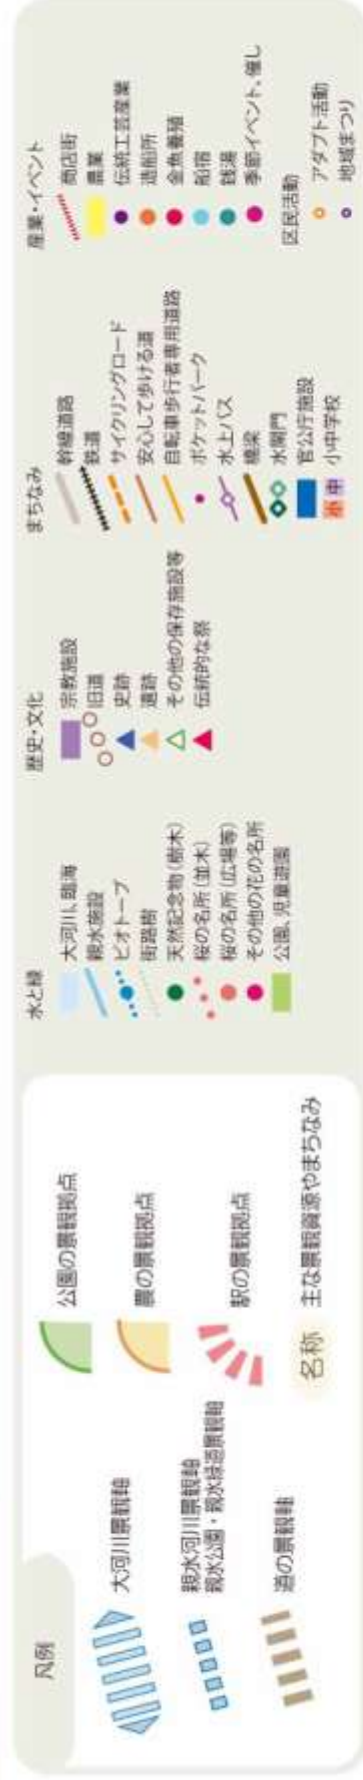 凡例
大河川景観軸
親水河川景観軸
親水公園・親水緑道景観軸
道の景観軸
公園の景観拠点
農の景観拠点
駅の景観拠点
名称 主な景観資源やまちなみ
水と緑
大河川、臨海
親水施設
ビオトープ
街路樹
天然記念物(樹木)
桜の名所(並木)
桜の名所(広場等)
その他の花の名所
公園、児童遊園
歴史・文化
宗教施設
旧道
史跡
遺跡
その他の保存施設等
伝統的な祭
まちなみ
幹線道路
鉄道
サイクリングロード
安心して歩ける道
自転車歩行者専用道路
ポケットパーク
水上バス
橋梁
水閘門
官公庁施設
小 中 小中学校
産業・イベント
商店街
農業
伝統工芸産業
造船所
金魚養殖
船宿
銭湯
季節イベント、催し
区民活動
アダプト活動
地域まつり